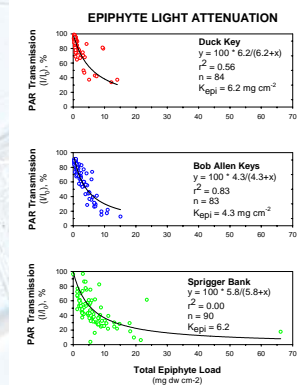 EPIPHYTE LIGHT ATTENUATION
PAR Transmission
(I/I0), %
100
80
60
40
20
0
Duck Key
y = 100 * 6.2/(6.2+x)
r2 = 0.56
n = 84
Kepi = 6.2 mg cm-2
0 10 20 30 40 50 60 70
PAR Transmission
(I/I0), %
100
80
60
40
20
0
Bob Allen Keys
y = 100 * 4.3/(4.3+x)
r2 = 0.83
n = 83
Kepi = 4.3 mg cm-2
0 10 20 30 40 50 60 70
PAR Transmission
(I/I0), %
100
80
60
40
20
0
Sprigger Bank
y = 100 * 5.8/(5.8+x)
r2 = 0.00
n = 90
Kepi = 6.2
0 10 20 30 40 50 60 70
Total Epiphyte Load
(mg dw cm-2)